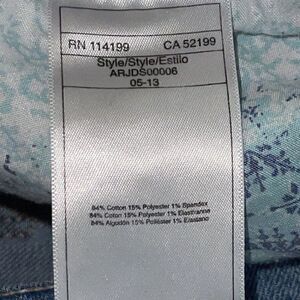 RN 114199 CA 52199
Style/Style/Estilo
ARJDS00006
05-13
84% Cotton 15% Polyester 1% Spandex
84% Coton 15% Polyester 1% Élasthanne
84% Algodón 15% Poliéster 1% Elastano